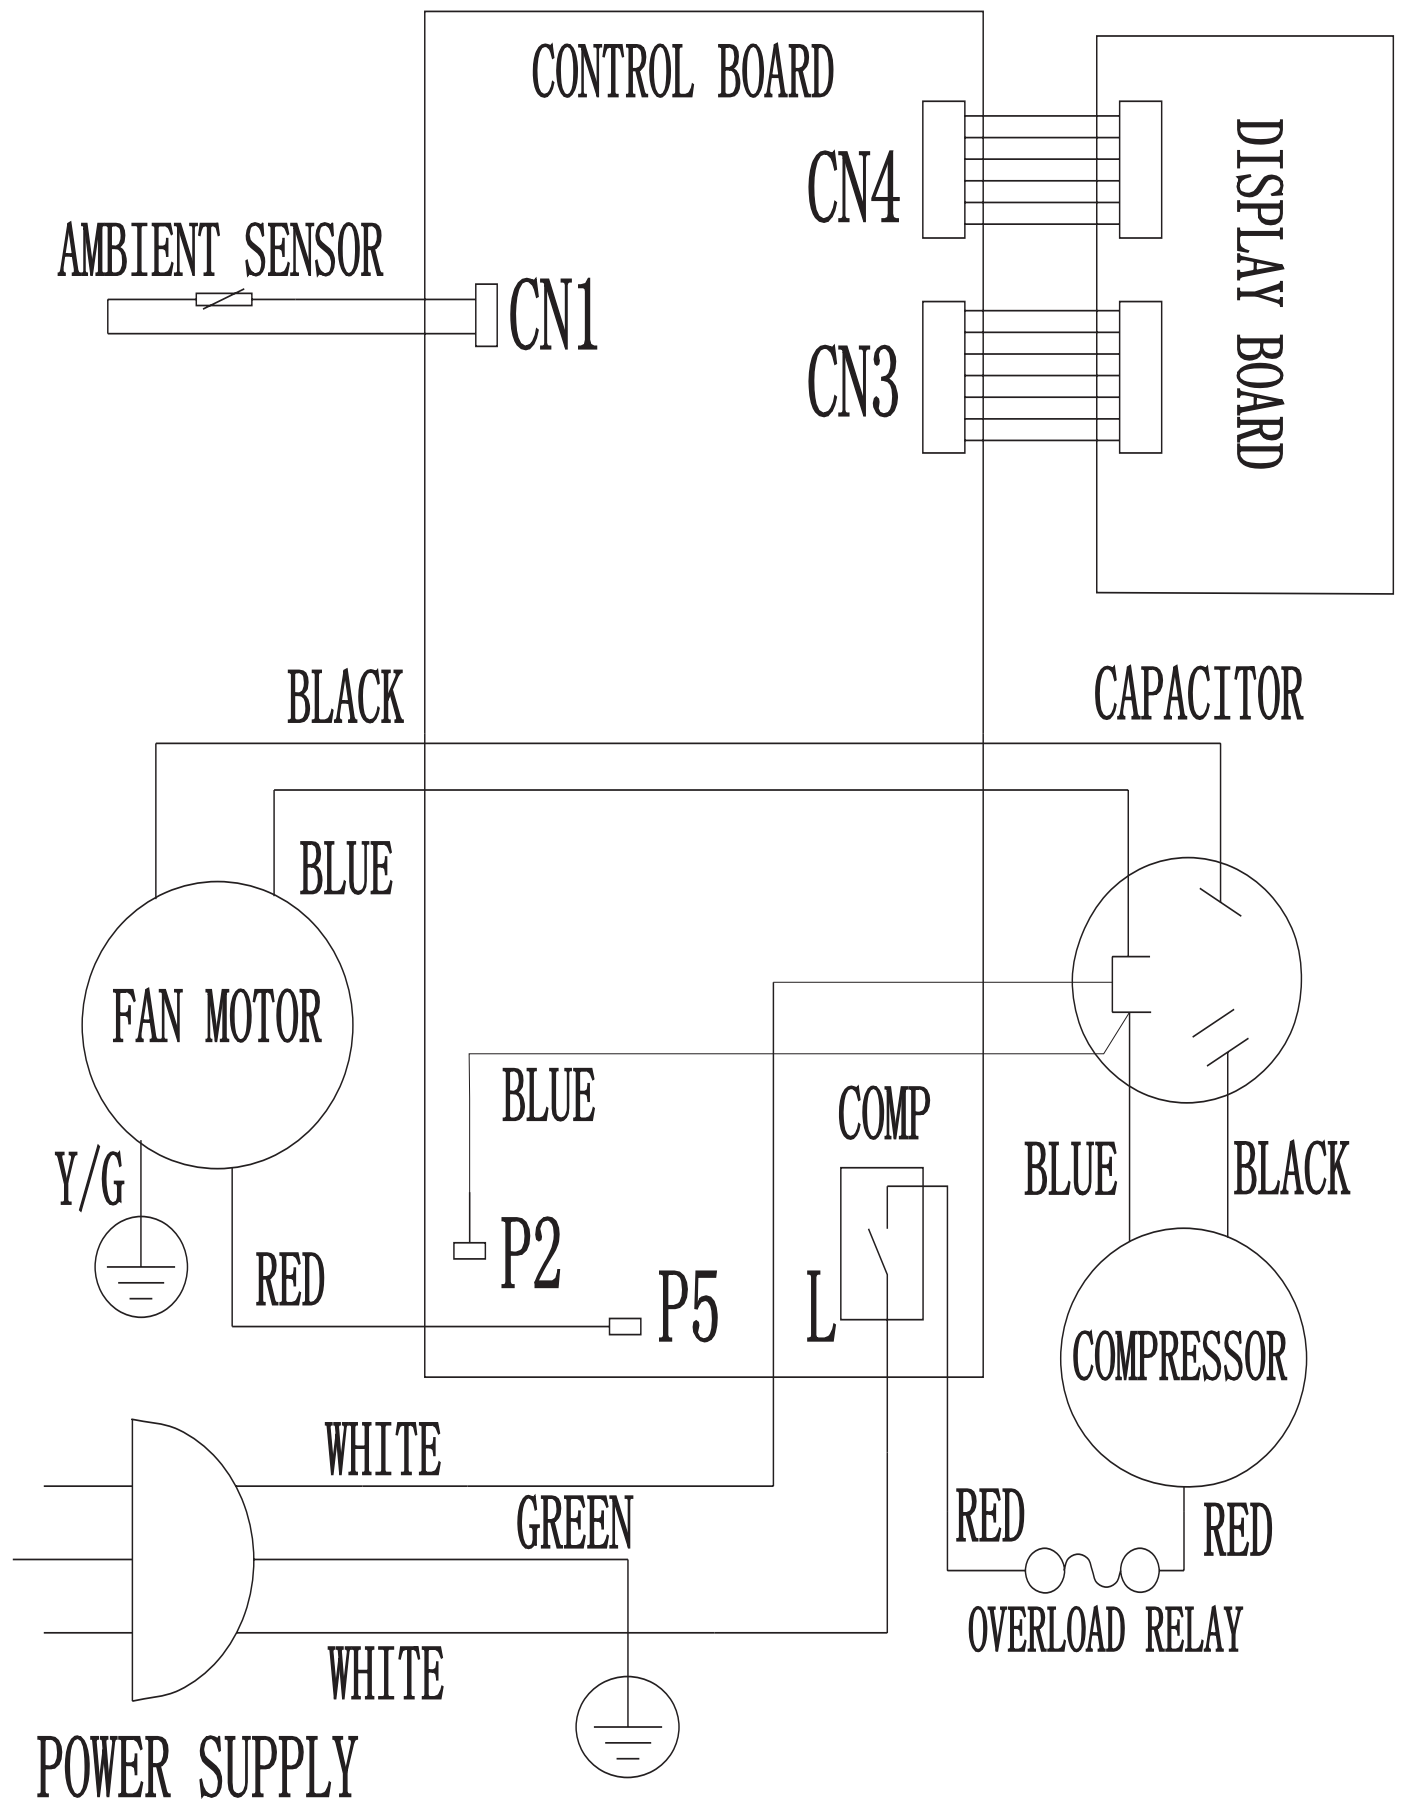 CONTROL BOARD
CN4
DISPLAY BOARD
AMBIENT SENSOR
CN1
CN3
BLACK
CAPACITOR
BLUE
FAN MOTOR
BLUE
COMP
BLUE
BLACK
Y/G
P2
RED
P5
L
COMPRESSOR
WHITE
GREEN
RED
RED
OVERLOAD RELAY
WHITE
POWER SUPPLY